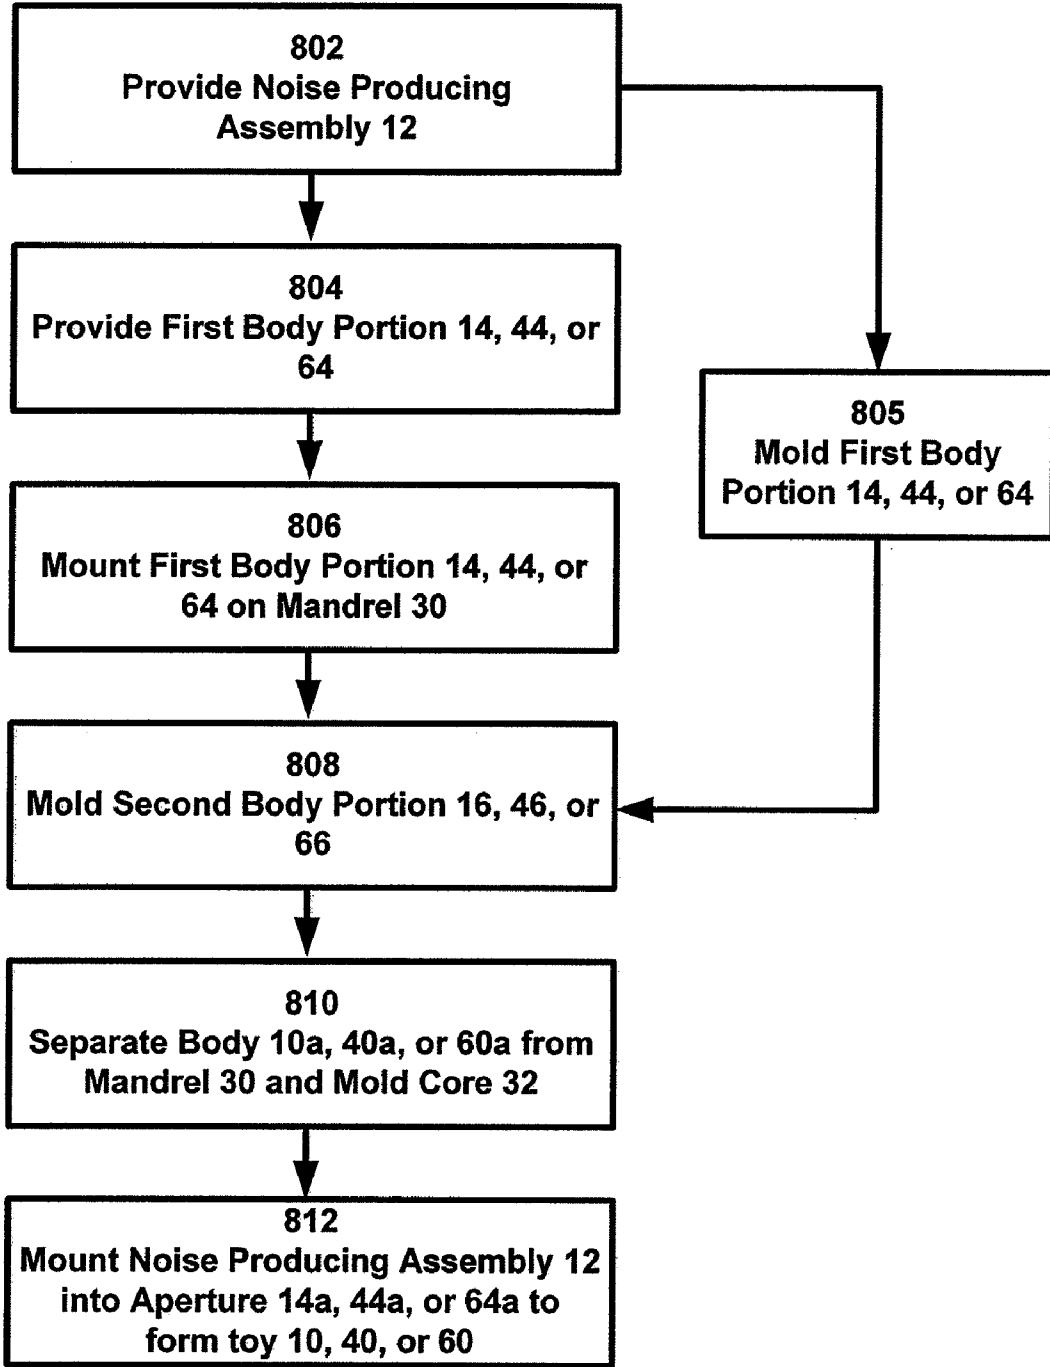 802
Provide Noise Producing
Assembly 12
804
Provide First Body Portion 14, 44, or
64
805
Mold First Body
Portion 14, 44, or 64
806
Mount First Body Portion 14, 44, or
64 on Mandrel 30
808
Mold Second Body Portion 16, 46, or
66
810
Separate Body 10a, 40a, or 60a from
Mandrel 30 and Mold Core 32
812
Mount Noise Producing Assembly 12
into Aperture 14a, 44a, or 64a to
form toy 10, 40, or 60